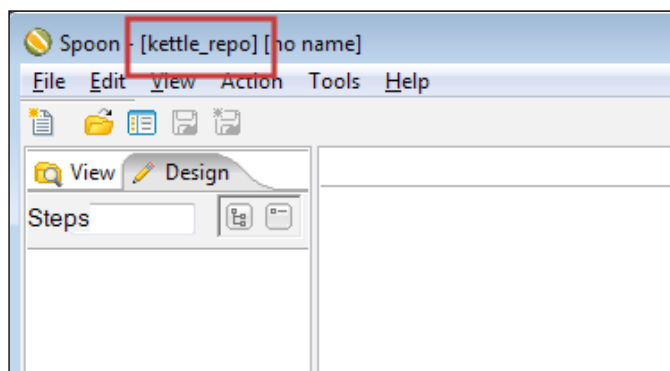 Spoon - [kettle_repo] [no name]
File Edit View Action Tools Help
View Design
Steps